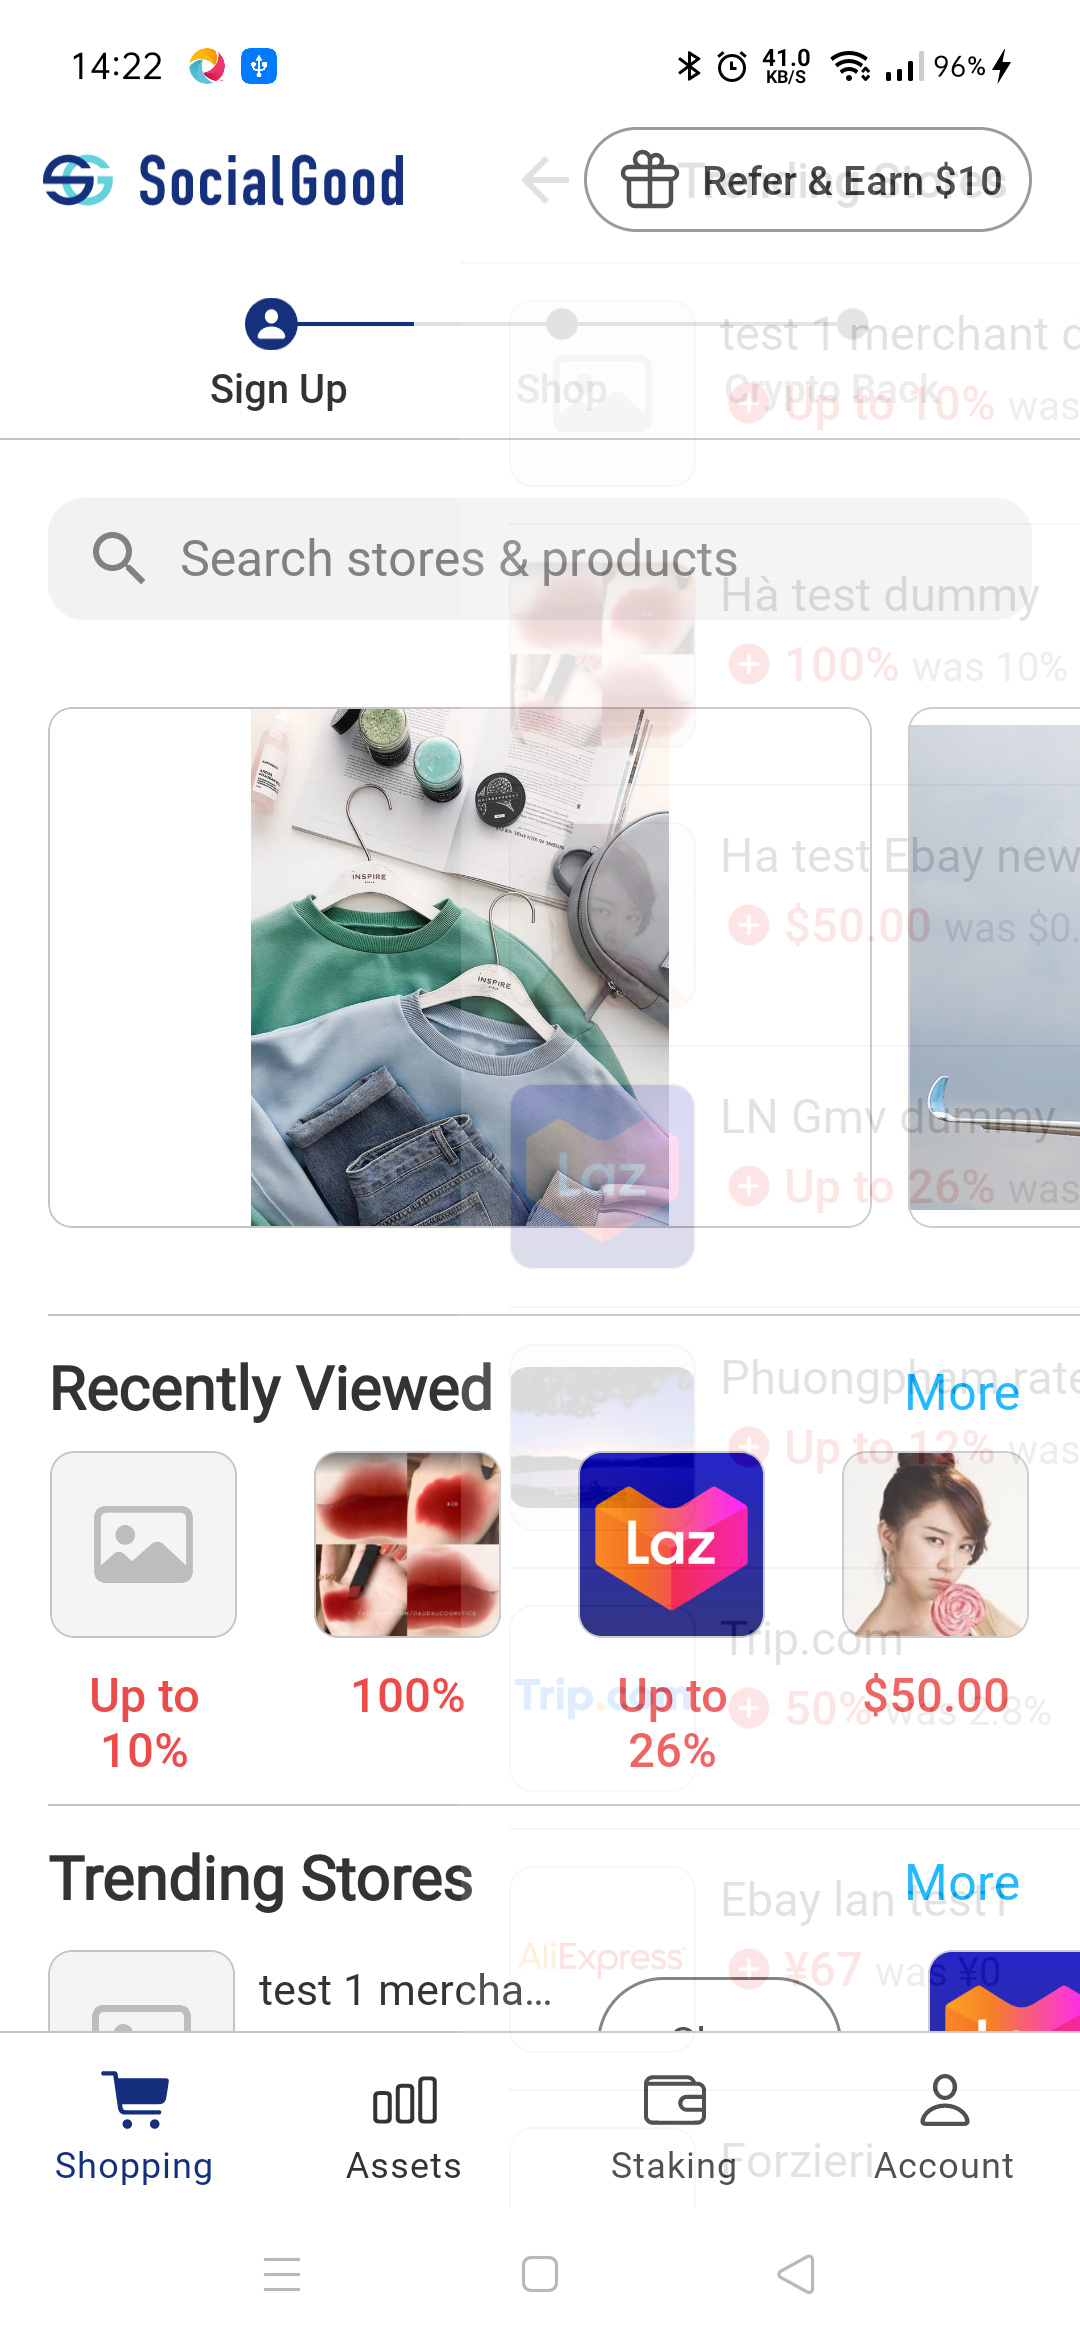 14:22
41.0
KB/S
96%
SocialGood
Refer & Earn $10
Trending Stores
Sign Up
Shop
Crypto Back
test 1 merchant d
Up to 10% was
Search stores & products
Hà test dummy
100% was 10%
INSPIRE
INSPIRE
Ha test Ebay new
$50.00 was $0.
LN Gmv dummy
Up to 26% was
Laz
Recently Viewed
More
Phuongpham rate
Up to 12% was
Laz
Trip.com
50% was 2.8%
Trip.com
Up to
10%
100%
Up to
26%
$50.00
Trending Stores
More
Ebay lan test1
¥67 was ¥0
AliExpress
test 1 mercha...
Shopping
Assets
Staking
Account
Forzieri